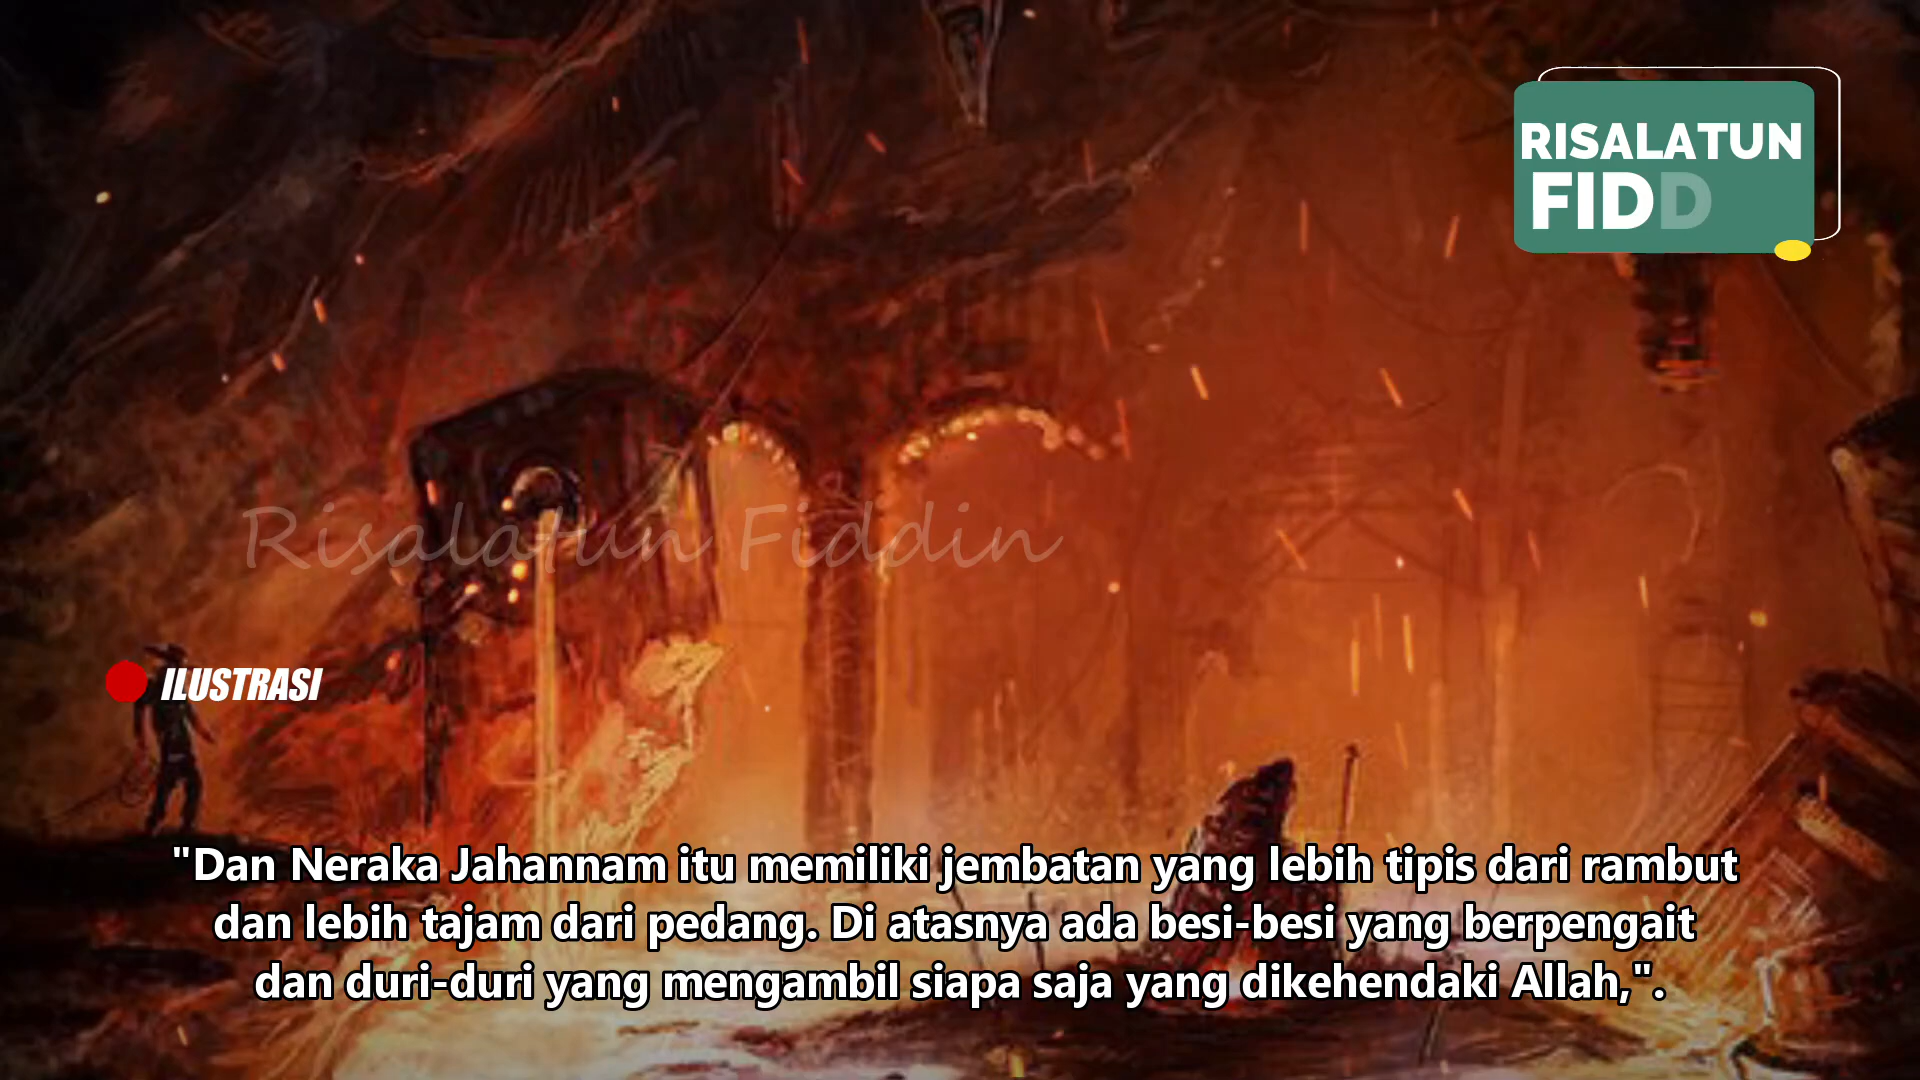 RISALATUN
FIDD
Risalatun Fiddin
ILUSTRASI
"Dan Neraka Jahannam itu memiliki jembatan yang lebih tipis dari rambut
dan lebih tajam dari pedang. Di atasnya ada besi-besi yang berpengait
dan duri-duri yang mengambil siapa saja yang dikehendaki Allah,".